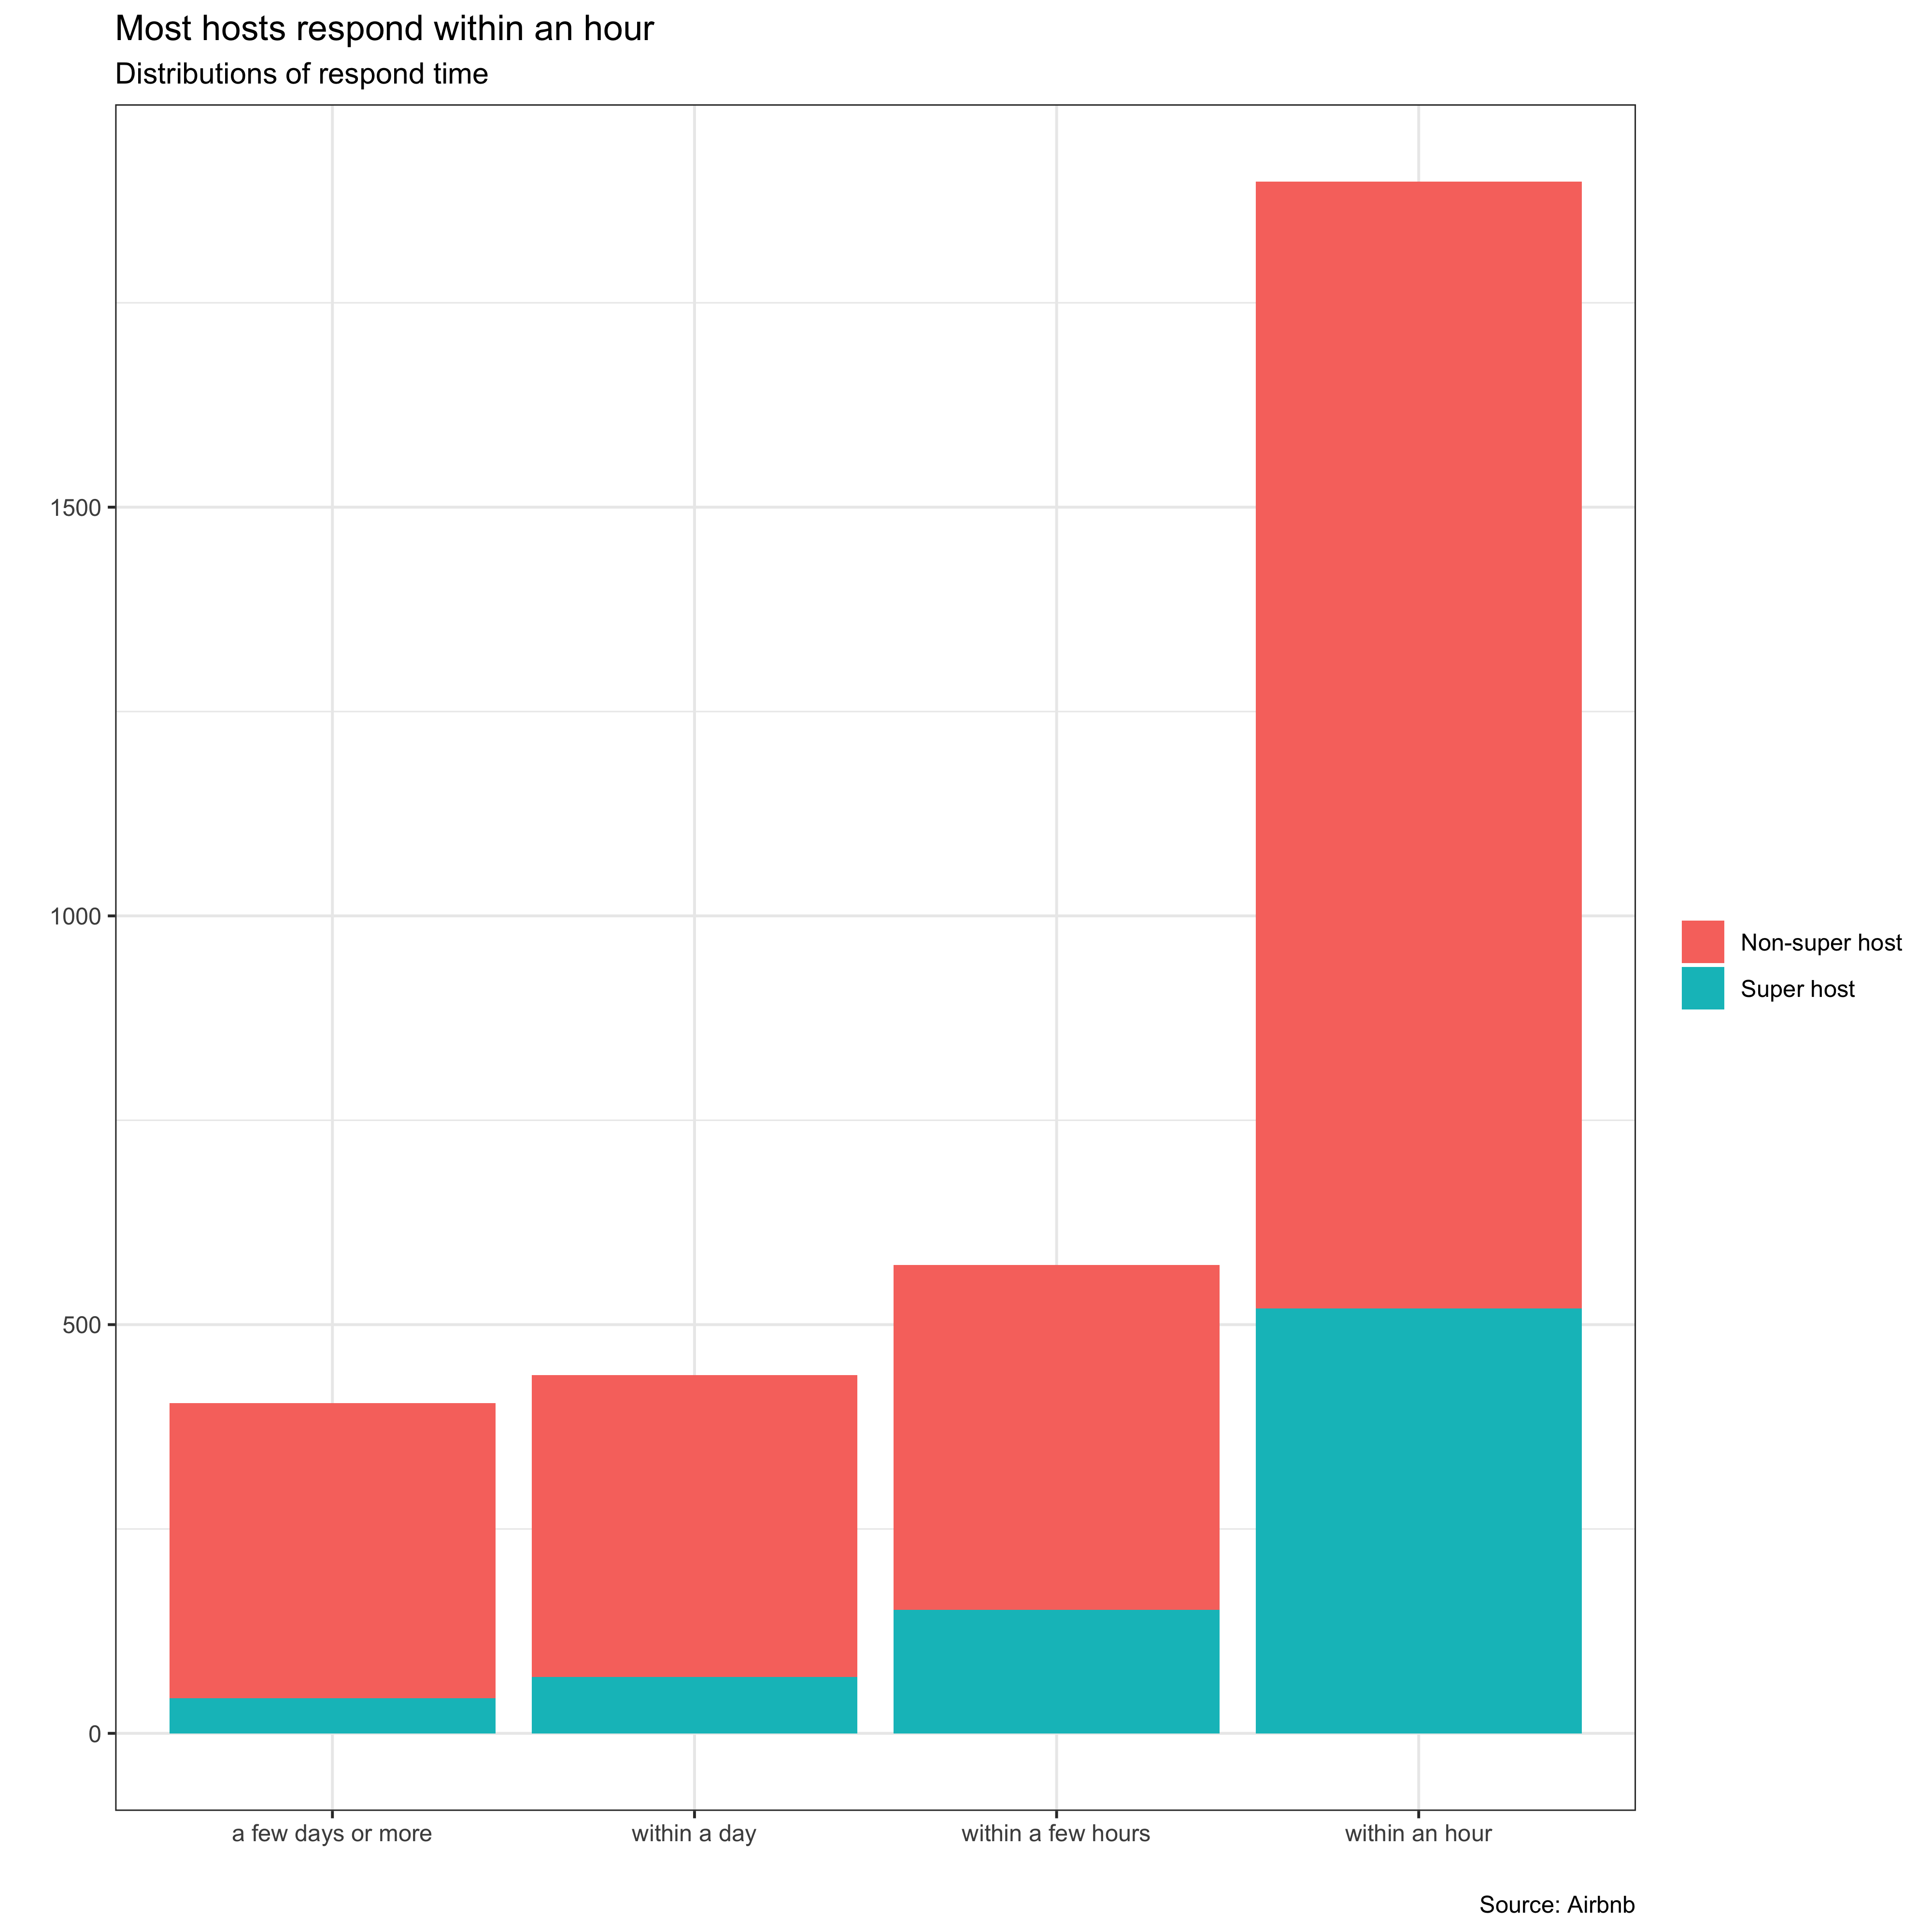 Most hosts respond within an hour
Distributions of respond time
1500
1000
500
0
Non-super host
Super host
a few days or more
within a day
within a few hours
within an hour
Source: Airbnb